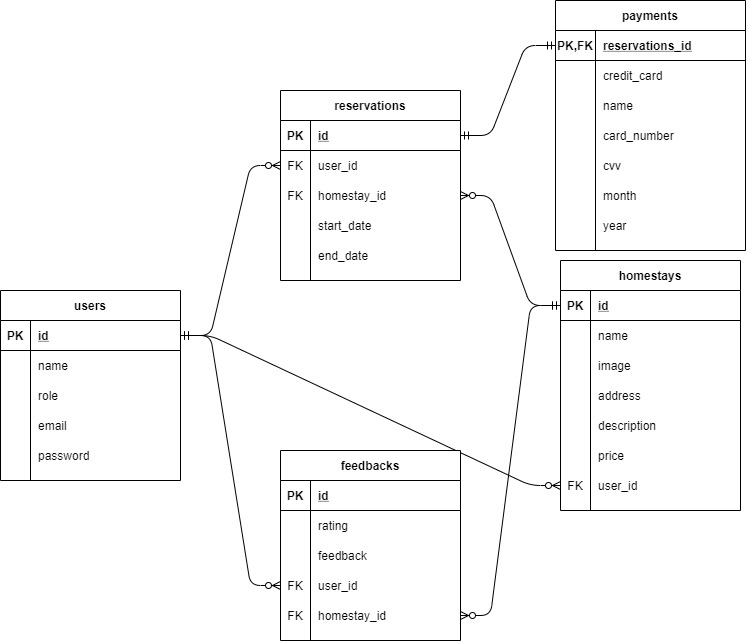 payments
PK,FK reservations_id
credit_card
name
card_number
cvv
month
year
reservations
PK id
FK user_id
FK homestay_id
start_date
end_date
homestays
PK id
name
image
address
description
price
FK user_id
users
PK id
name
role
email
password
feedbacks
PK id
rating
feedback
FK user_id
FK homestay_id